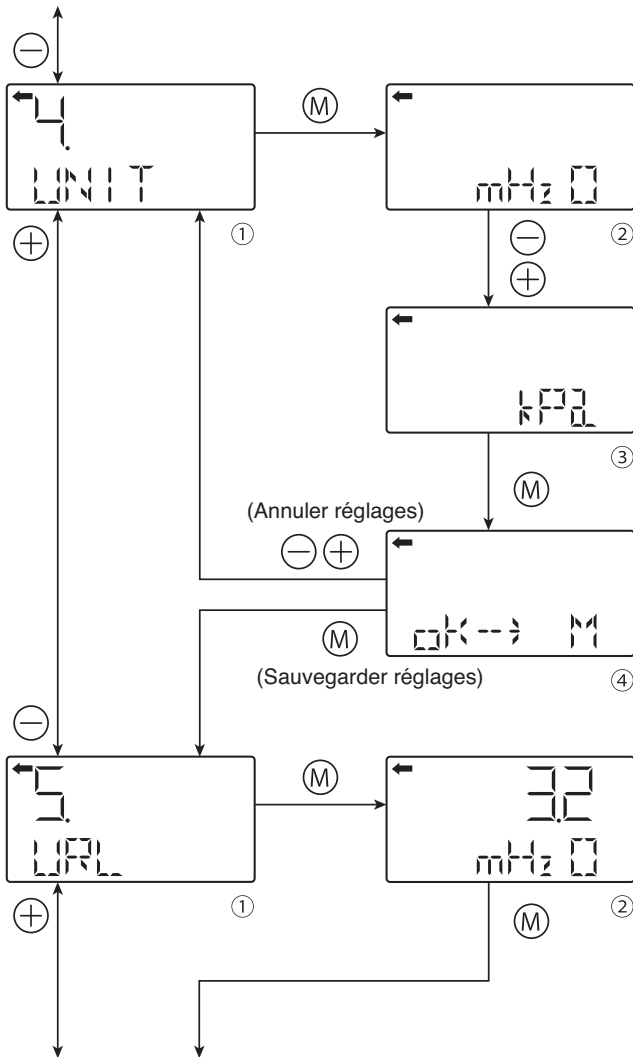 4.
UNIT
①
M
mH₂O
②
kPa
③
M
(Annuler réglages)
oK--→ M
④
M
(Sauvegarder réglages)
5.
URL
①
M
3.2
mH₂O
②
M